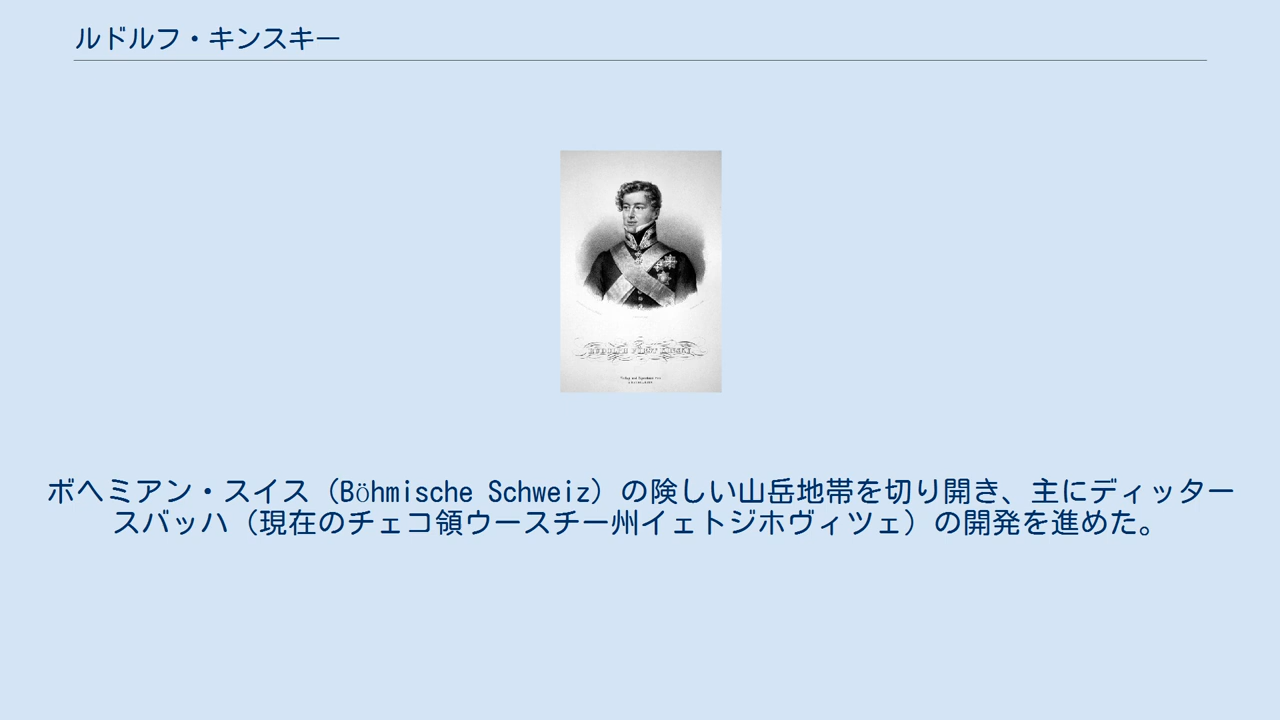 ルドルフ・キンスキー
ボヘミアン・スイス（Böhmische Schweiz）の険しい山岳地帯を切り開き、主にディッター
スバッハ（現在のチェコ領ウースチー州イェトジホヴィツェ）の開発を進めた。